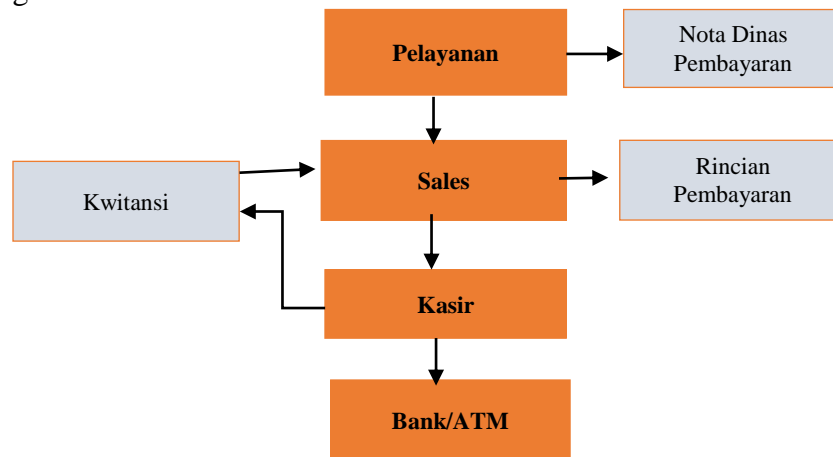 g
Pelayanan
Nota Dinas
Pembayaran
Sales
Rincian
Pembayaran
Kwitansi
Kasir
Bank/ATM